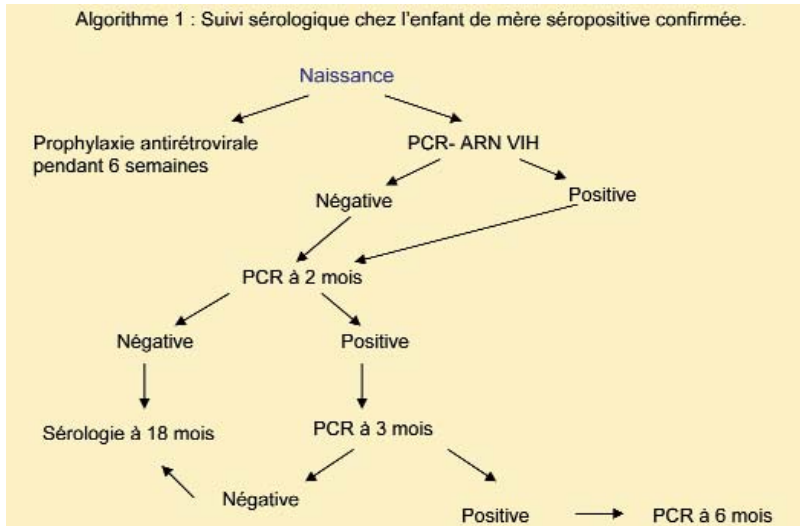 Algorithme 1 : Suivi sérologique chez l'enfant de mère séropositive confirmée.
Naissance
Prophylaxie antirétrovirale
pendant 6 semaines
PCR- ARN VIH
Négative
Positive
PCR à 2 mois
Négative
Positive
Sérologie à 18 mois
PCR à 3 mois
Négative
Positive
PCR à 6 mois